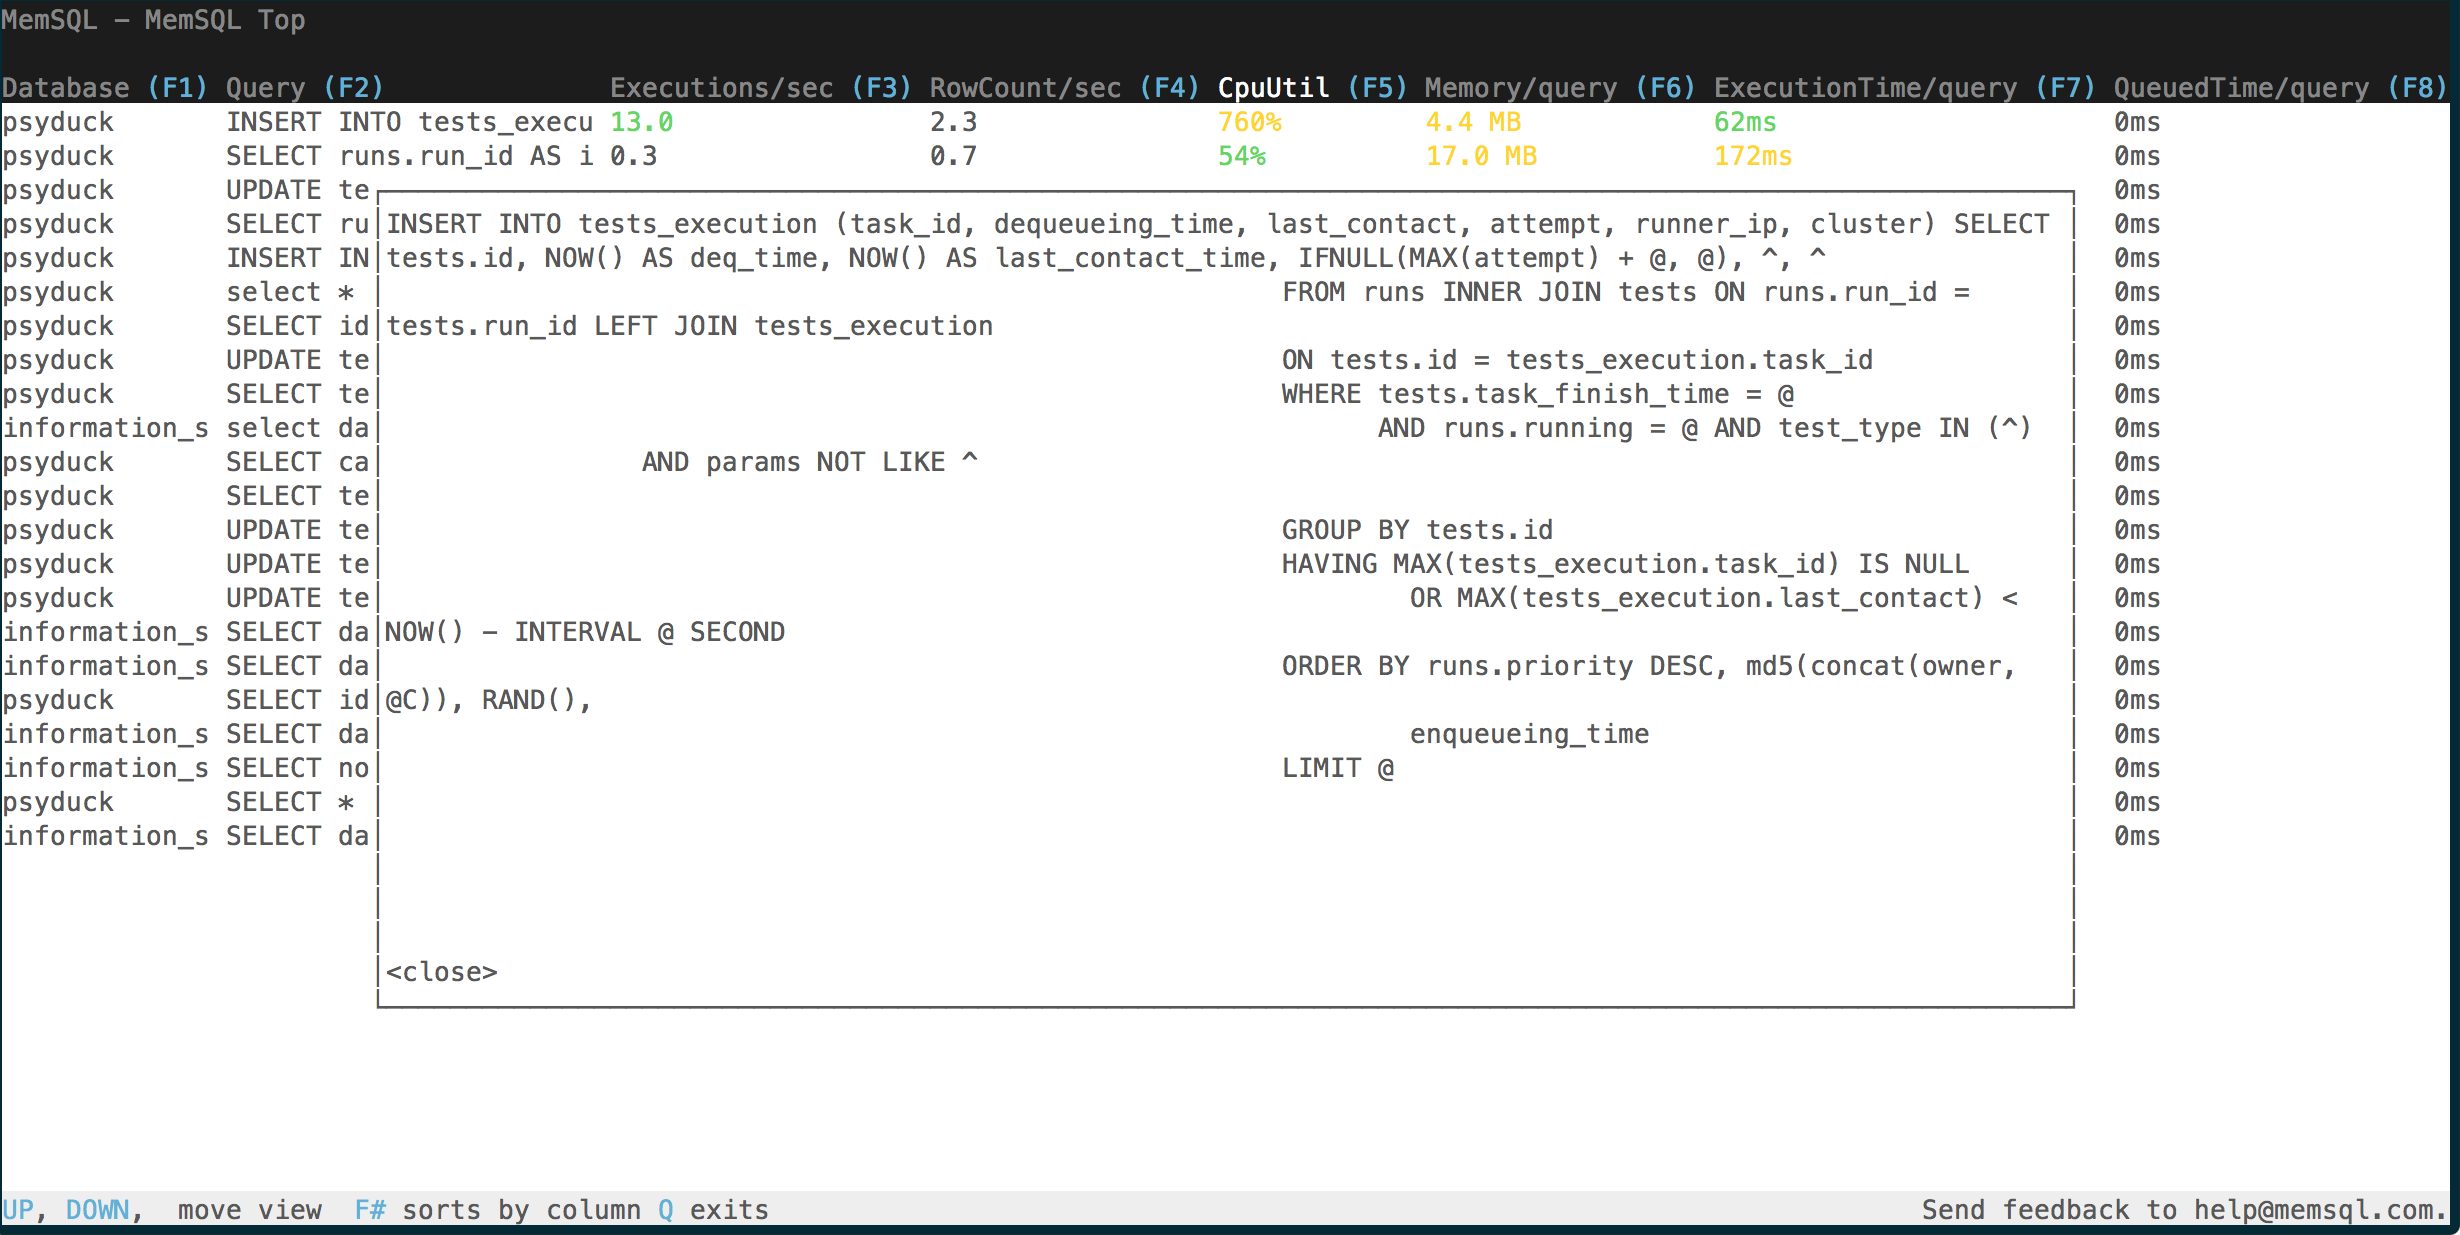 MemSQL - MemSQL Top
Database (F1) Query (F2) Executions/sec (F3) RowCount/sec (F4) CpuUtil (F5) Memory/query (F6) ExecutionTime/query (F7) QueuedTime/query (F8)
psyduck INSERT INTO tests_execu 13.0 2.3 760% 4.4 MB 62ms 0ms
psyduck SELECT runs.run_id AS i 0.3 0.7 54% 17.0 MB 172ms 0ms
psyduck UPDATE te 0ms
psyduck SELECT ru INSERT INTO tests_execution (task_id, dequeueing_time, last_contact, attempt, runner_ip, cluster) SELECT 0ms
psyduck INSERT IN tests.id, NOW() AS deq_time, NOW() AS last_contact_time, IFNULL(MAX(attempt) + @, @), ^, ^ 0ms
psyduck select * FROM runs INNER JOIN tests ON runs.run_id = 0ms
psyduck SELECT id tests.run_id LEFT JOIN tests_execution 0ms
psyduck UPDATE te ON tests.id = tests_execution.task_id 0ms
psyduck SELECT te WHERE tests.task_finish_time = @ 0ms
information_s select da AND runs.running = @ AND test_type IN (^) 0ms
psyduck SELECT ca AND params NOT LIKE ^ 0ms
psyduck SELECT te 0ms
psyduck UPDATE te GROUP BY tests.id 0ms
psyduck UPDATE te HAVING MAX(tests_execution.task_id) IS NULL 0ms
psyduck UPDATE te OR MAX(tests_execution.last_contact) < 0ms
information_s SELECT da NOW() - INTERVAL @ SECOND 0ms
information_s SELECT da ORDER BY runs.priority DESC, md5(concat(owner, 0ms
psyduck SELECT id @C)), RAND(), 0ms
information_s SELECT da enqueueing_time 0ms
information_s SELECT no LIMIT @ 0ms
psyduck SELECT * 0ms
information_s SELECT da 0ms
<close>
UP, DOWN, move view F# sorts by column Q exits Send feedback to help@memsql.com.